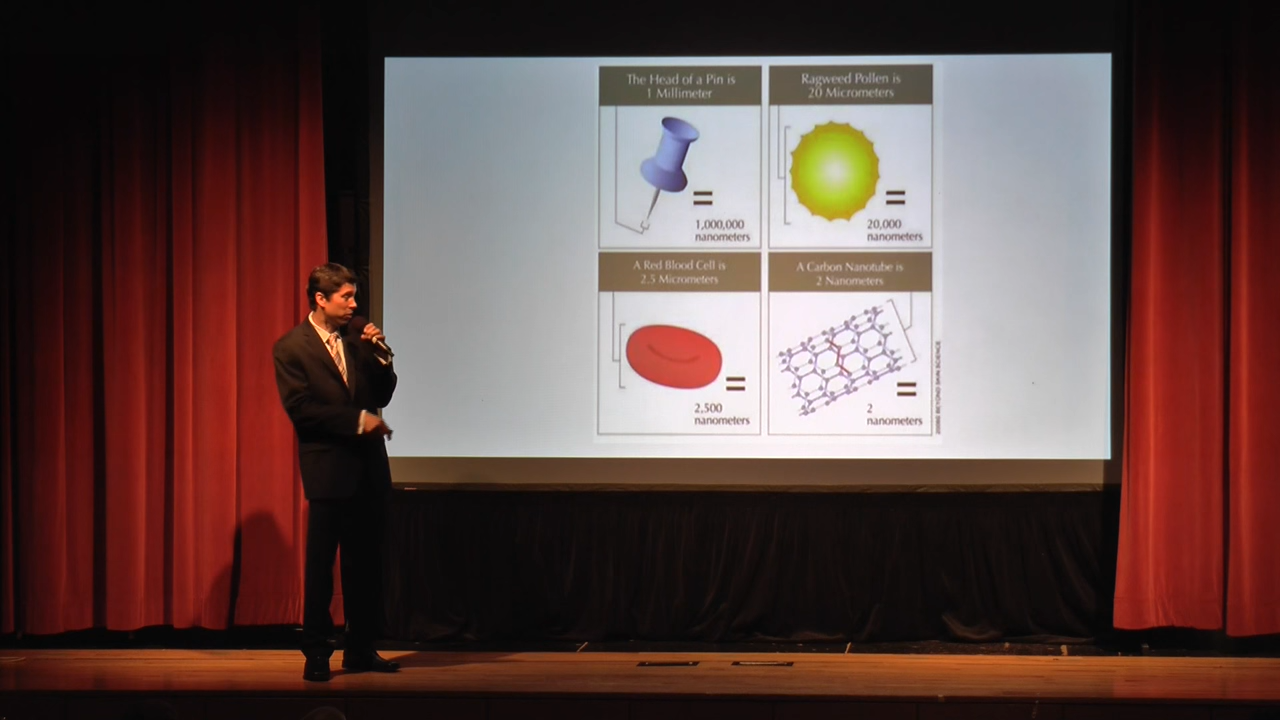 The Head of a Pin is
1 Millimeter
=
1,000,000
nanometers
Ragweed Pollen is
20 Micrometers
=
20,000
nanometers
A Red Blood Cell is
2.5 Micrometers
=
2,500
nanometers
A Carbon Nanotube is
2 Nanometers
=
2
nanometers